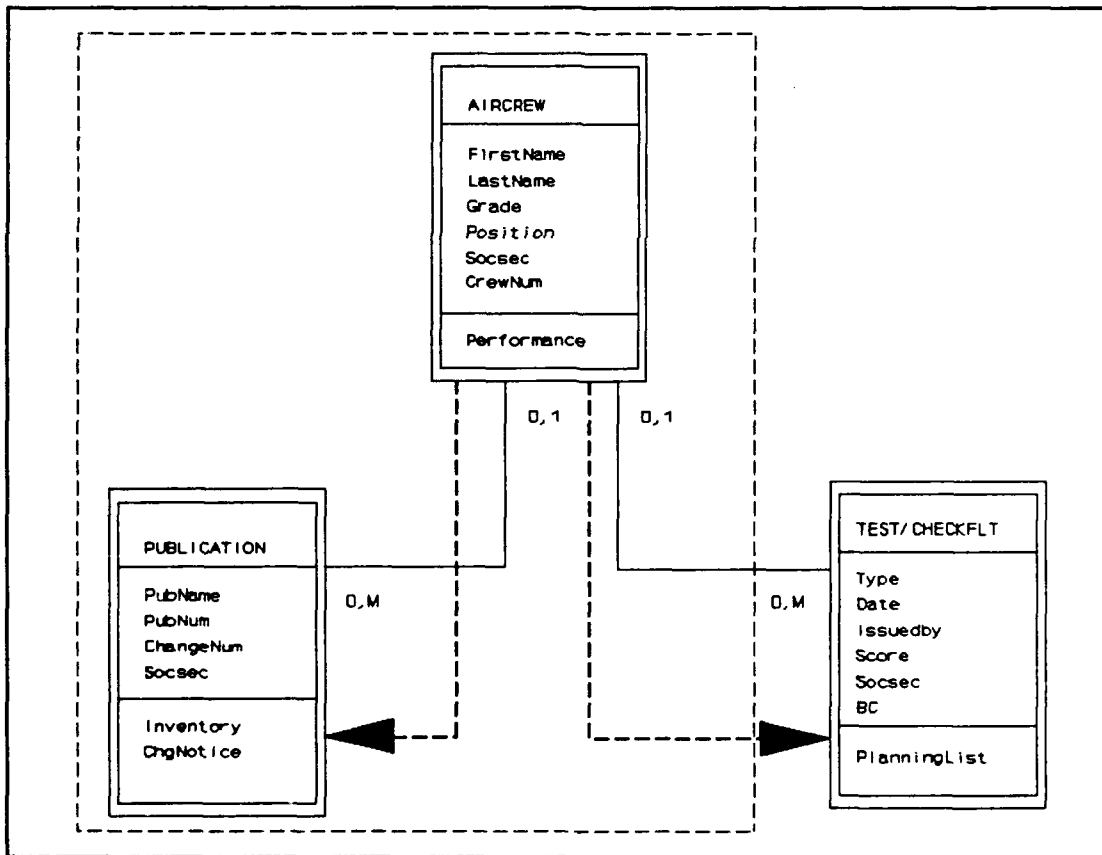 AIRCREW
FirstName
LastName
Grade
Position
Socsec
CrewNum
Performance
0,1
0,1
PUBLICATION
PubName
PubNum
ChangeNum
Socsec
Inventory
ChgNotice
0,M
0,M
TEST/CHECKFLT
Type
Date
Issuedby
Score
Socsec
BC
PlanningList